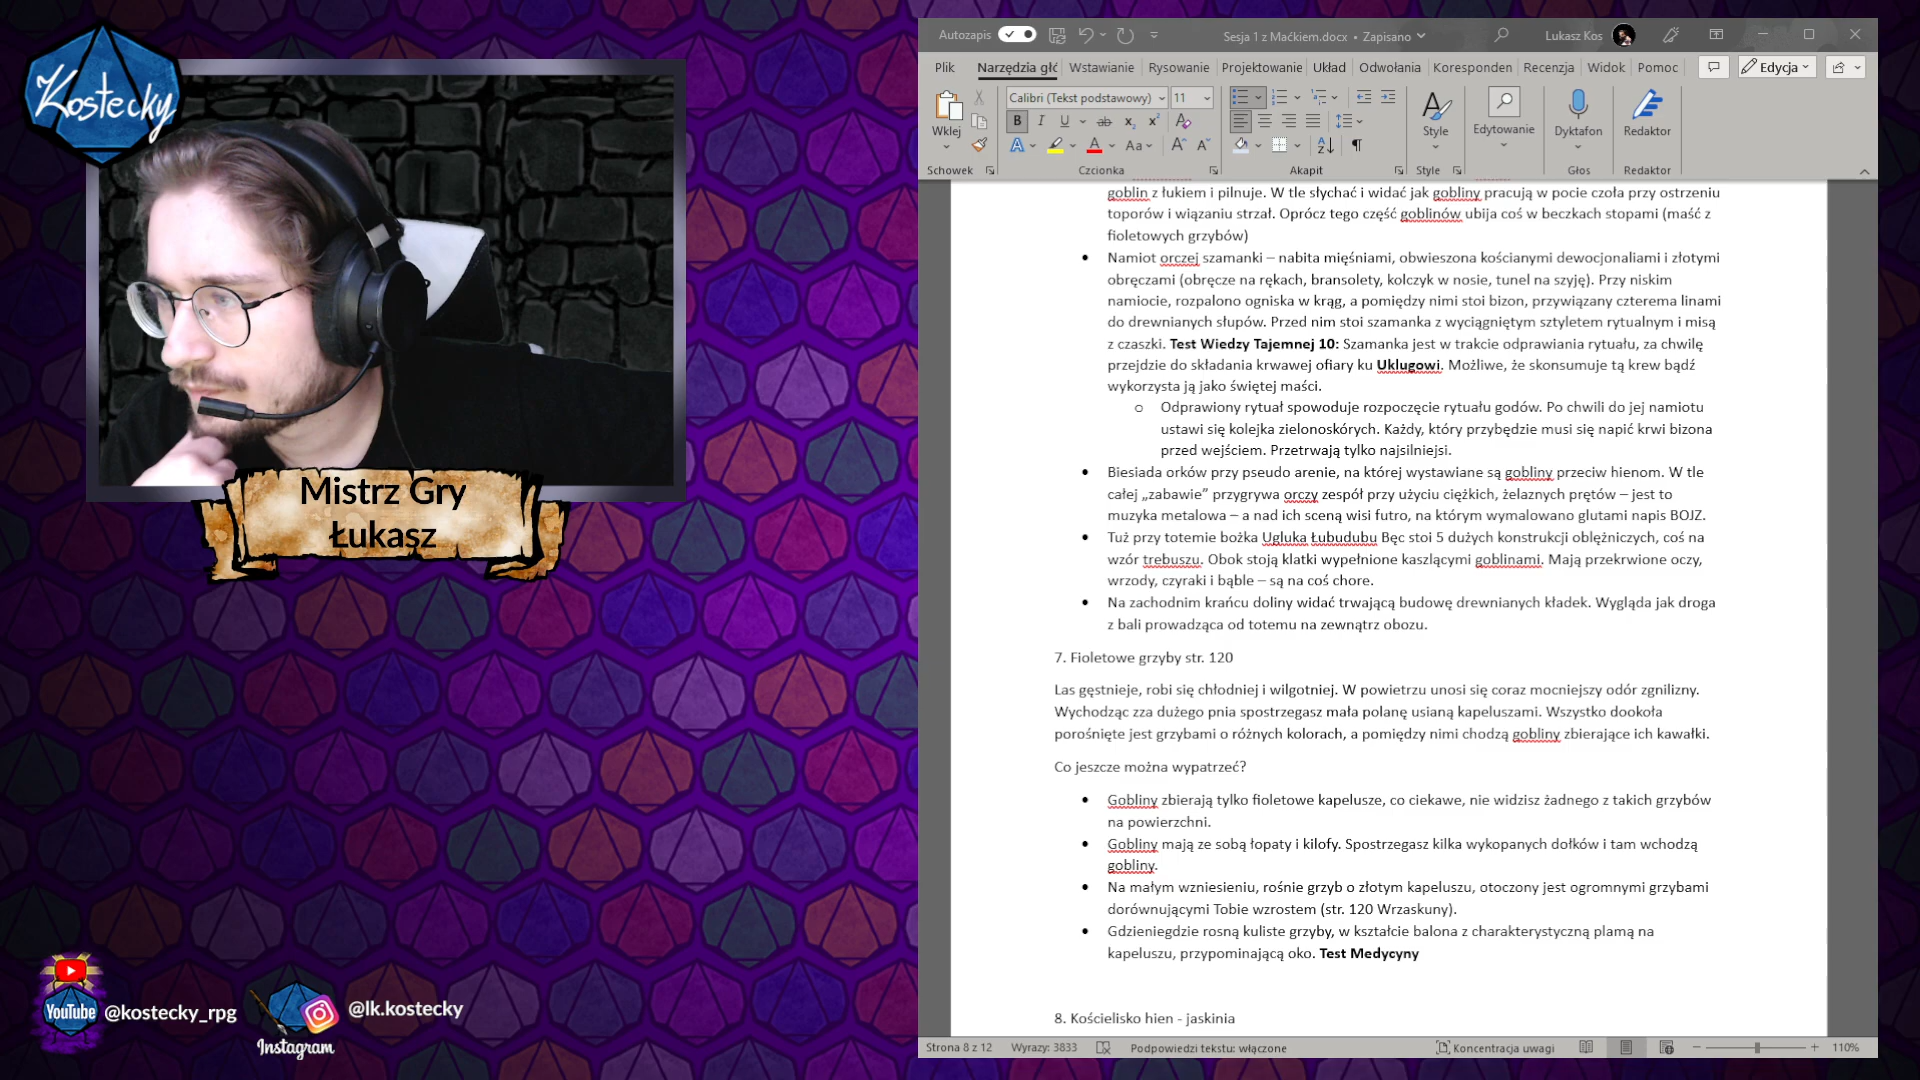 Kostecky
Mistrz Gry
Łukasz
YouTube
@kostecky_rpg
Instagram
@lk.kostecky
Autozapis
Sesja 1 z Maćkiem.docx • Zapisano
Lukasz Kos
Plik
Narzędzia głó
Wstawianie
Rysowanie
Projektowanie
Układ
Odwołania
Koresponden
Recenzja
Widok
Pomoc
Edycja
Wklej
Calibri (Tekst podstawowy)
11
Style
Edytowanie
Dyktafon
Redaktor
Schowek
Czcionka
Akapit
Style
Głos
Redaktor
goblin z łukiem i pilnuje. W tle słychać i widać jak gobliny pracują w pocie czoła przy ostrzeniu
toporów i wiązaniu strzał. Oprócz tego część goblinów ubija coś w beczkach stopami (maść z
fioletowych grzybów)
• Namiot orczej szamanki – nabita mięśniami, obwieszona kościanymi dewocjonaliami i złotymi
obręczami (obręcze na rękach, bransolety, kolczyk w nosie, tunel na szyję). Przy niskim
namiocie, rozpalono ogniska w krąg, a pomiędzy nimi stoi bizon, przywiązany czterema linami
do drewnianych słupów. Przed nim stoi szamanka z wyciągniętym sztyletem rytualnym i misą
z czaszki. Test Wiedzy Tajemnej 10: Szamanka jest w trakcie odprawiania rytuału, za chwilę
przejdzie do składania krwawej ofiary ku Uklugowi. Możliwe, że skonsumuje tą krew bądź
wykorzysta ją jako świętej maści.
o Odprawiony rytuał spowoduje rozpoczęcie rytuału godów. Po chwili do jej namiotu
ustawi się kolejka zielonoskórych. Każdy, który przybędzie musi się napić krwi bizona
przed wejściem. Przetrwają tylko najsilniejsi.
• Biesiada orków przy pseudo arenie, na której wystawiane są gobliny przeciw hienom. W tle
całej „zabawie” przygrywa orczy zespół przy użyciu ciężkich, żelaznych prętów – jest to
muzyka metalowa – a nad ich sceną wisi futro, na którym wymalowano glutami napis BOJZ.
• Tuż przy totemie bożka Ugluka Łubudubu Bęc stoi 5 dużych konstrukcji oblężniczych, coś na
wzór trebuszu. Obok stoją klatki wypełnione kaszlącymi goblinami. Mają przekrwione oczy,
wrzody, czyraki i bąble – są na coś chore.
• Na zachodnim krańcu doliny widać trwającą budowę drewnianych kładek. Wygląda jak droga
z bali prowadząca od totemu na zewnątrz obozu.
7. Fioletowe grzyby str. 120
Las gęstnieje, robi się chłodniej i wilgotniej. W powietrzu unosi się coraz mocniejszy odór zgnilizny.
Wychodząc zza dużego pnia spostrzegasz mała polanę usianą kapeluszami. Wszystko dookoła
porośnięte jest grzybami o różnych kolorach, a pomiędzy nimi chodzą gobliny zbierające ich kawałki.
Co jeszcze można wypatrzeć?
• Gobliny zbierają tylko fioletowe kapelusze, co ciekawe, nie widzisz żadnego z takich grzybów
na powierzchni.
• Gobliny mają ze sobą łopaty i kilofy. Spostrzegasz kilka wykopanych dołków i tam wchodzą
gobliny.
• Na małym wzniesieniu, rośnie grzyb o złotym kapeluszu, otoczony jest ogromnymi grzybami
dorównującymi Tobie wzrostem (str. 120 Wrzaskuny).
• Gdzieniegdzie rosną kuliste grzyby, w kształcie balona z charakterystyczną plamą na
kapeluszu, przypominającą oko. Test Medycyny
8. Kościelisko hien - jaskinia
Strona 8 z 12
Wyrazy: 3833
Podpowiedzi tekstu: włączone
Koncentracja uwagi
110%